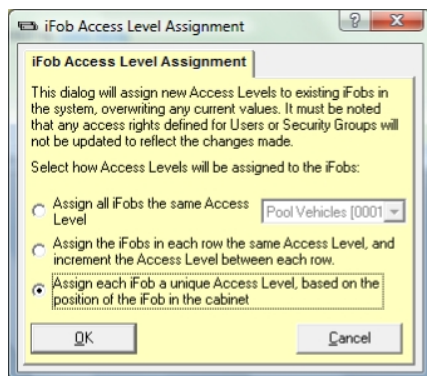 iFob Access Level Assignment
iFob Access Level Assignment
This dialog will assign new Access Levels to existing iFobs in
the system, overwriting any current values. It must be noted
that any access rights defined for Users or Security Groups will
not be updated to reflect the changes made.
Select how Access Levels will be assigned to the iFobs:
Assign all iFobs the same Access
Level
Pool Vehicles [0001
Assign the iFobs in each row the same Access Level, and
increment the Access Level between each row.
Assign each iFob a unique Access Level, based on the
position of the iFob in the cabinet
OK
Cancel